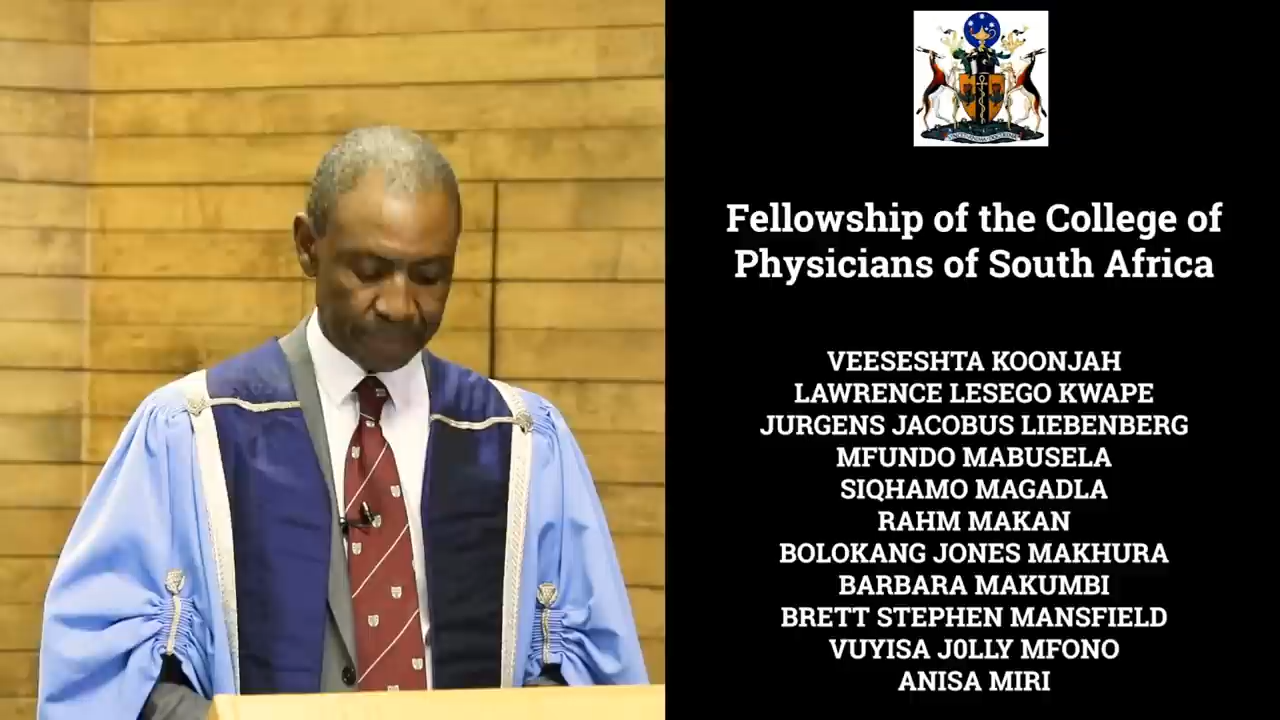 Fellowship of the College of
Physicians of South Africa
VEESESHTA KOONJAH
LAWRENCE LESEGO KWAPE
JURGENS JACOBUS LIEBENBERG
MFUNDO MABUSELA
SIQHAMO MAGADLA
RAHM MAKAN
BOLOKANG JONES MAKHURA
BARBARA MAKUMBI
BRETT STEPHEN MANSFIELD
VUYISA J0LLY MFONO
ANISA MIRI